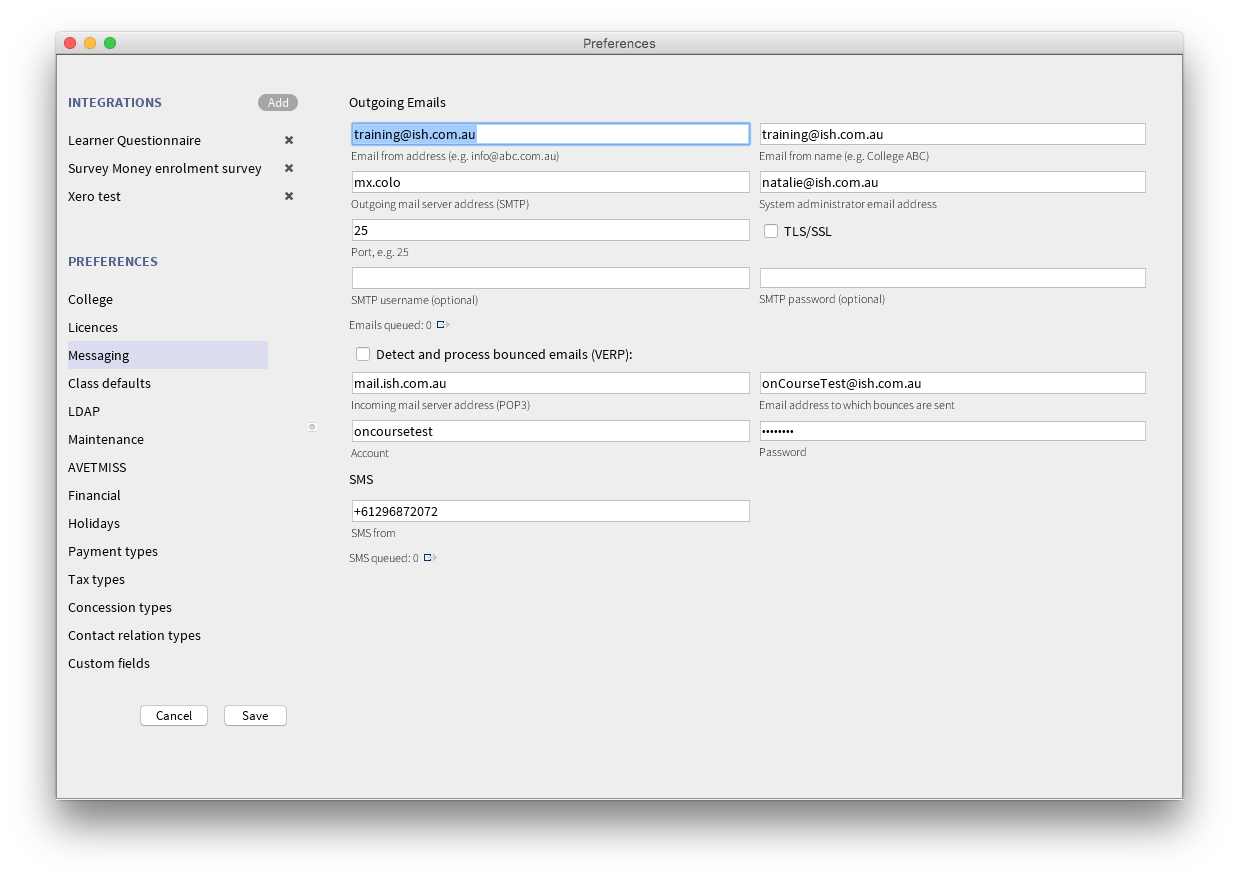 Preferences
INTEGRATIONS
Add
Learner Questionnaire
Survey Money enrolment survey
Xero test
PREFERENCES
College
Licences
Messaging
Class defaults
LDAP
Maintenance
AVETMISS
Financial
Holidays
Payment types
Tax types
Concession types
Contact relation types
Custom fields
Cancel
Save
Outgoing Emails
training@ish.com.au
training@ish.com.au
Email from address (e.g. info@abc.com.au)
Email from name (e.g. College ABC)
mx.colo
natalie@ish.com.au
Outgoing mail server address (SMTP)
System administrator email address
25
TLS/SSL
Port, e.g. 25
SMTP username (optional)
SMTP password (optional)
Emails queued: 0
Detect and process bounced emails (VERP):
mail.ish.com.au
onCourseTest@ish.com.au
Incoming mail server address (POP3)
Email address to which bounces are sent
oncoursetest
••••••••
Account
Password
SMS
+61296872072
SMS from
SMS queued: 0